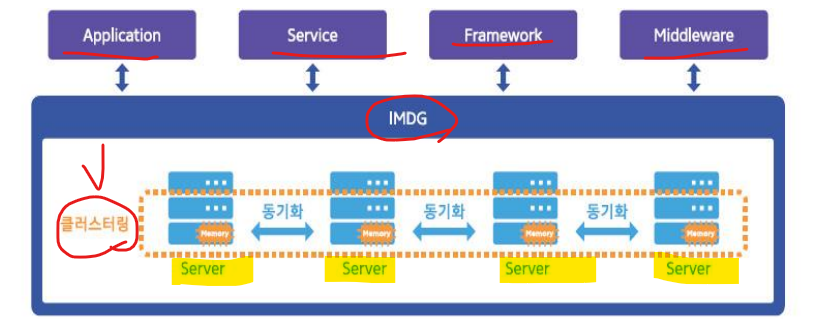 Application Service Framework Middleware
IMDG
클러스터링 동기화 동기화 동기화
Memory Memory Memory Memory
Server Server Server Server